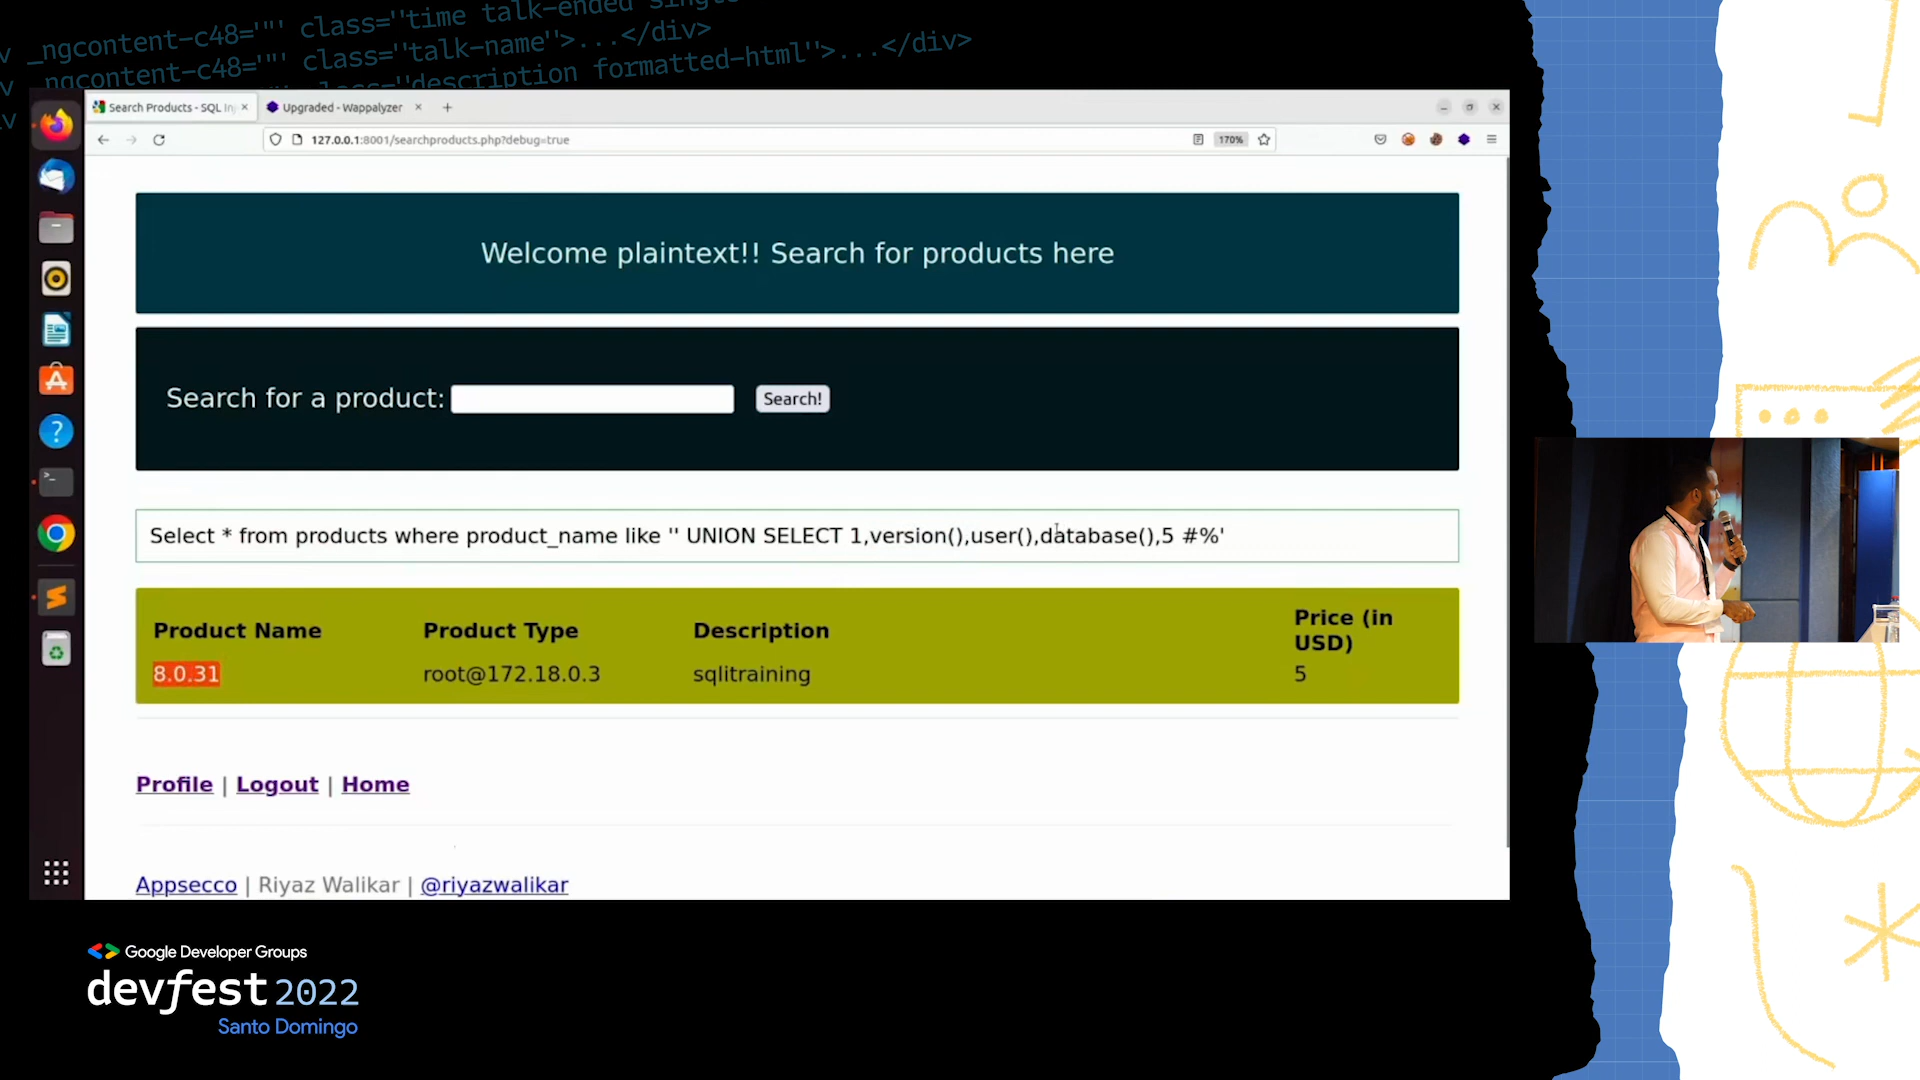 time talk-ended
_ngcontent-c48='"' class="talk-name">...</div>
_ngcontent-c48='"' class="description formatted-html">...</div>
Search Products - SQL Inj
Upgraded - Wappalyzer
127.0.0.1:8001/searchproducts.php?debug=true
170%
Welcome plaintext!! Search for products here
Search for a product:
Search!
Select * from products where product_name like '' UNION SELECT 1,version(),user(),database(),5 #%'
Product Name
Product Type
Description
Price (in
USD)
8.0.31
root@172.18.0.3
sqlitraining
5
Profile | Logout | Home
Appsecco | Riyaz Walikar | @riyazwalikar
Google Developer Groups
devfest 2022
Santo Domingo